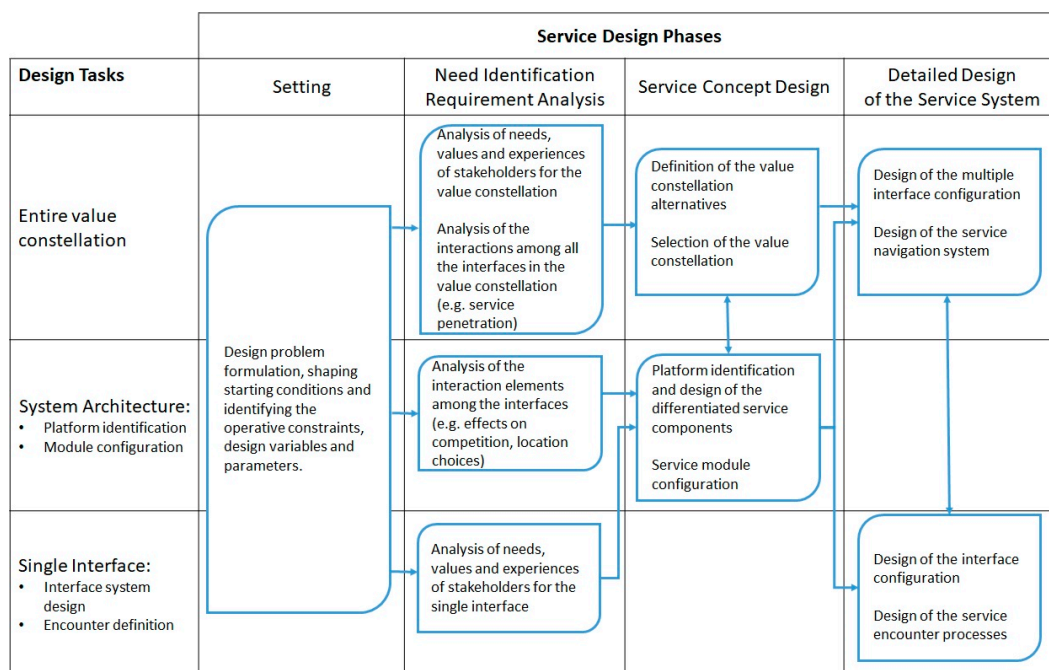 Service Design Phases
Design Tasks
Setting
Need Identification
Requirement Analysis
Service Concept Design
Detailed Design
of the Service System
Entire value
constellation
Analysis of needs,
values and experiences
of stakeholders for the
value constellation
Analysis of the
interactions among all
the interfaces in the
value constellation
(e.g. service
penetration)
Definition of the value
constellation
alternatives
Selection of the value
constellation
Design of the multiple
interface configuration
Design of the service
navigation system
System Architecture:
• Platform identification
• Module configuration
Design problem
formulation, shaping
starting conditions and
identifying the
operative constraints,
design variables and
parameters.
Analysis of the
interaction elements
among the interfaces
(e.g. effects on
competition, location
choices)
Platform identification
and design of the
differentiated service
components
Service module
configuration
Single Interface:
• Interface system
design
• Encounter definition
Analysis of needs,
values and experiences
of stakeholders for the
single interface
Design of the interface
configuration
Design of the service
encounter processes